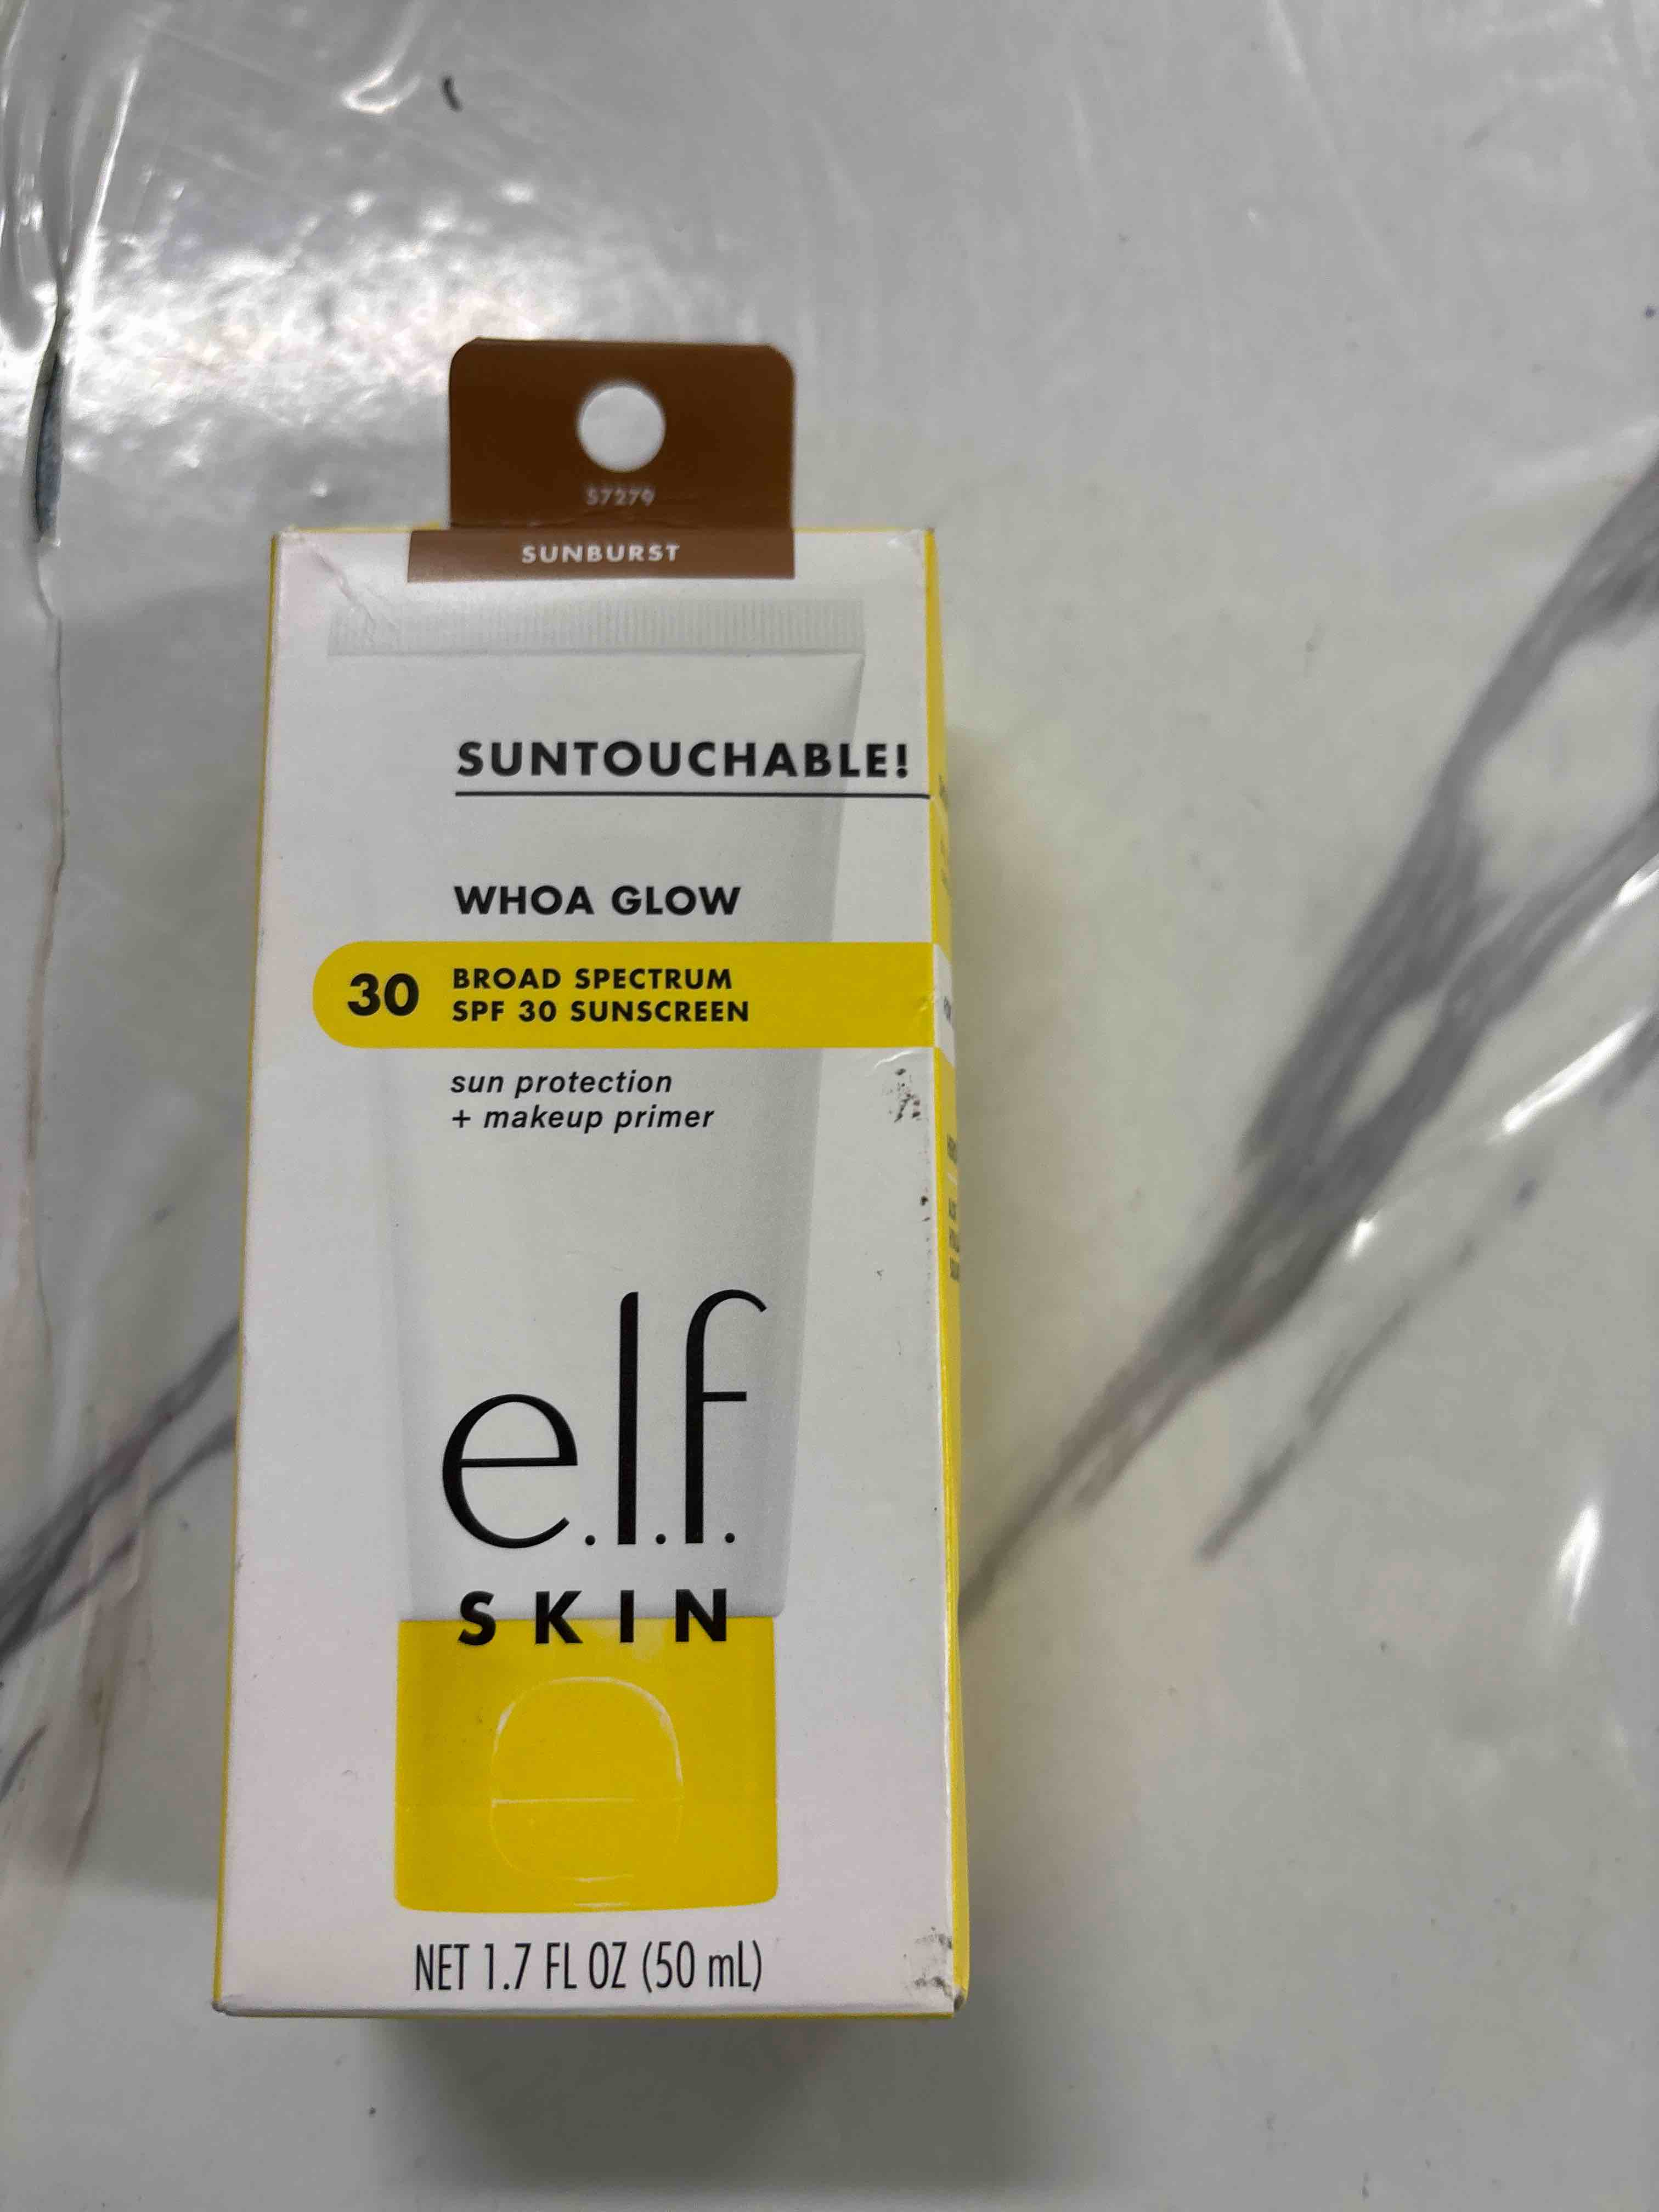 57279
SUNBURST
SUNTOUCHABLE!
WHOA GLOW
30 BROAD SPECTRUM
SPF 30 SUNSCREEN
sun protection
+ makeup primer
e.l.f.
SKIN
NET 1.7 FL OZ (50 mL)